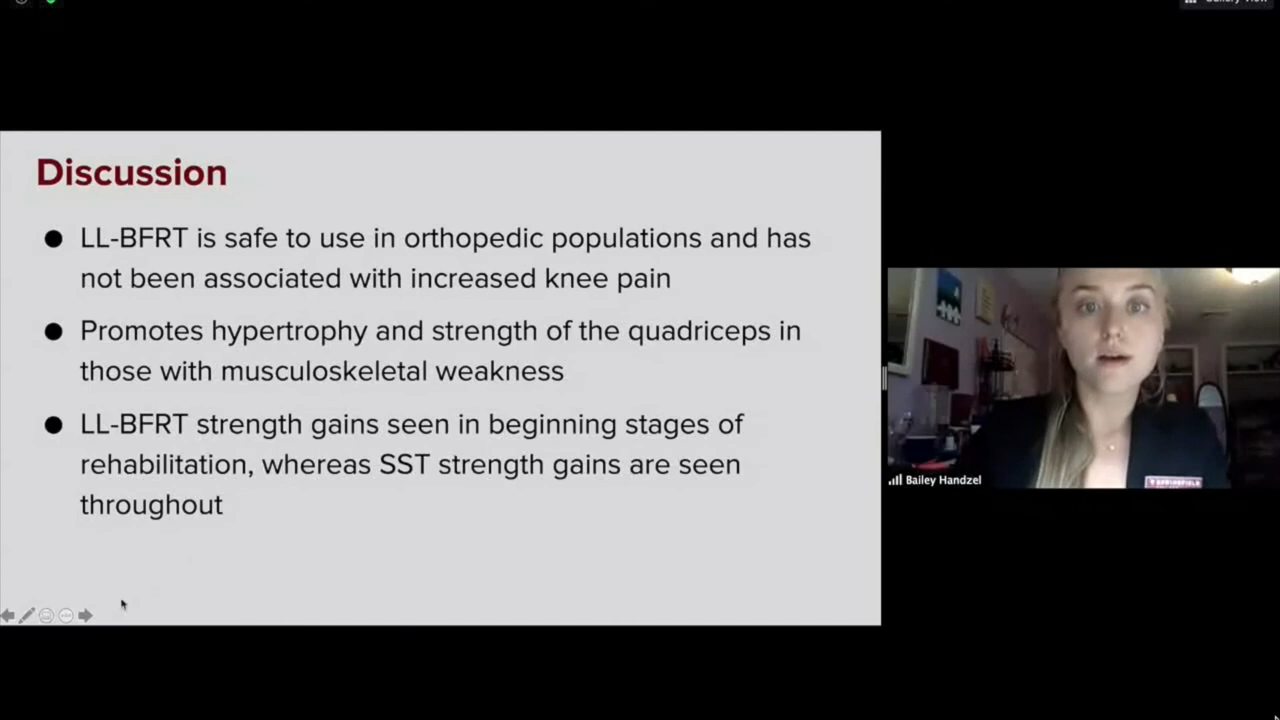 Discussion
● LL-BFRT is safe to use in orthopedic populations and has
not been associated with increased knee pain
● Promotes hypertrophy and strength of the quadriceps in
those with musculoskeletal weakness
● LL-BFRT strength gains seen in beginning stages of
rehabilitation, whereas SST strength gains are seen
throughout
Bailey Handzel
SPRINGFIELD